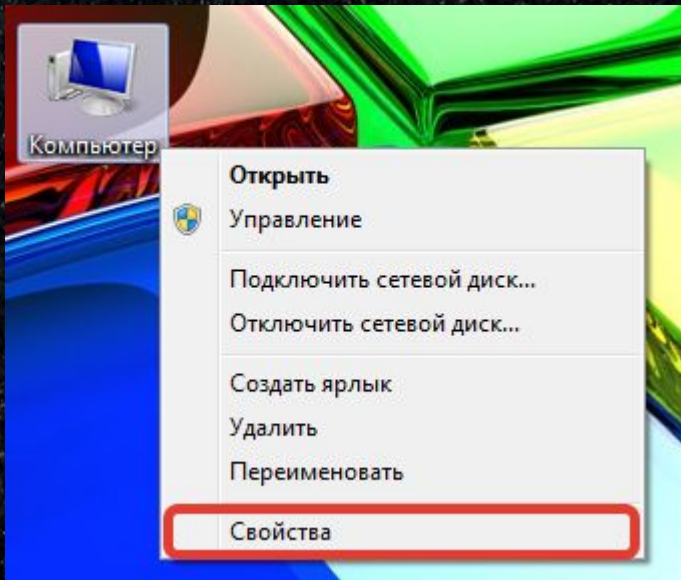 Компьютер
Открыть
Управление
Подключить сетевой диск...
Отключить сетевой диск...
Создать ярлык
Удалить
Переименовать
Свойства